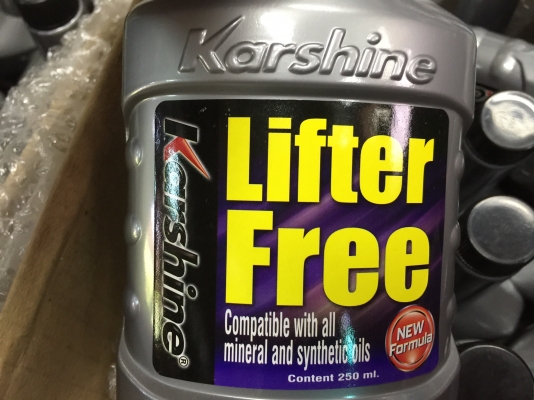 Karshine
Karshine®
Lifter
Free
Compatible with all
mineral and synthetic oils
NEW
Formula
Content 250 ml.